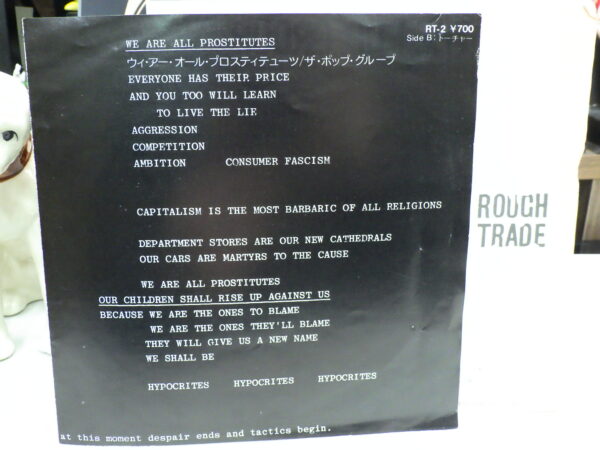 RT-2 ¥700
Side B: トーチャー
WE ARE ALL PROSTITUTES
ウィ・アー・オール・プロスティテューツ/ザ・ポップ・グループ
EVERYONE HAS THEIR PRICE
AND YOU TOO WILL LEARN
TO LIVE THE LIE
AGGRESSION
COMPETITION
AMBITION CONSUMER FASCISM
CAPITALISM IS THE MOST BARBARIC OF ALL RELIGIONS
DEPARTMENT STORES ARE OUR NEW CATHEDRALS
OUR CARS ARE MARTYRS TO THE CAUSE
WE ARE ALL PROSTITUTES
OUR CHILDREN SHALL RISE UP AGAINST US
BECAUSE WE ARE THE ONES TO BLAME
WE ARE THE ONES THEY'LL BLAME
THEY WILL GIVE US A NEW NAME
WE SHALL BE
HYPOCRITES HYPOCRITES HYPOCRITES
at this moment despair ends and tactics begin.
ROUGH
TRADE